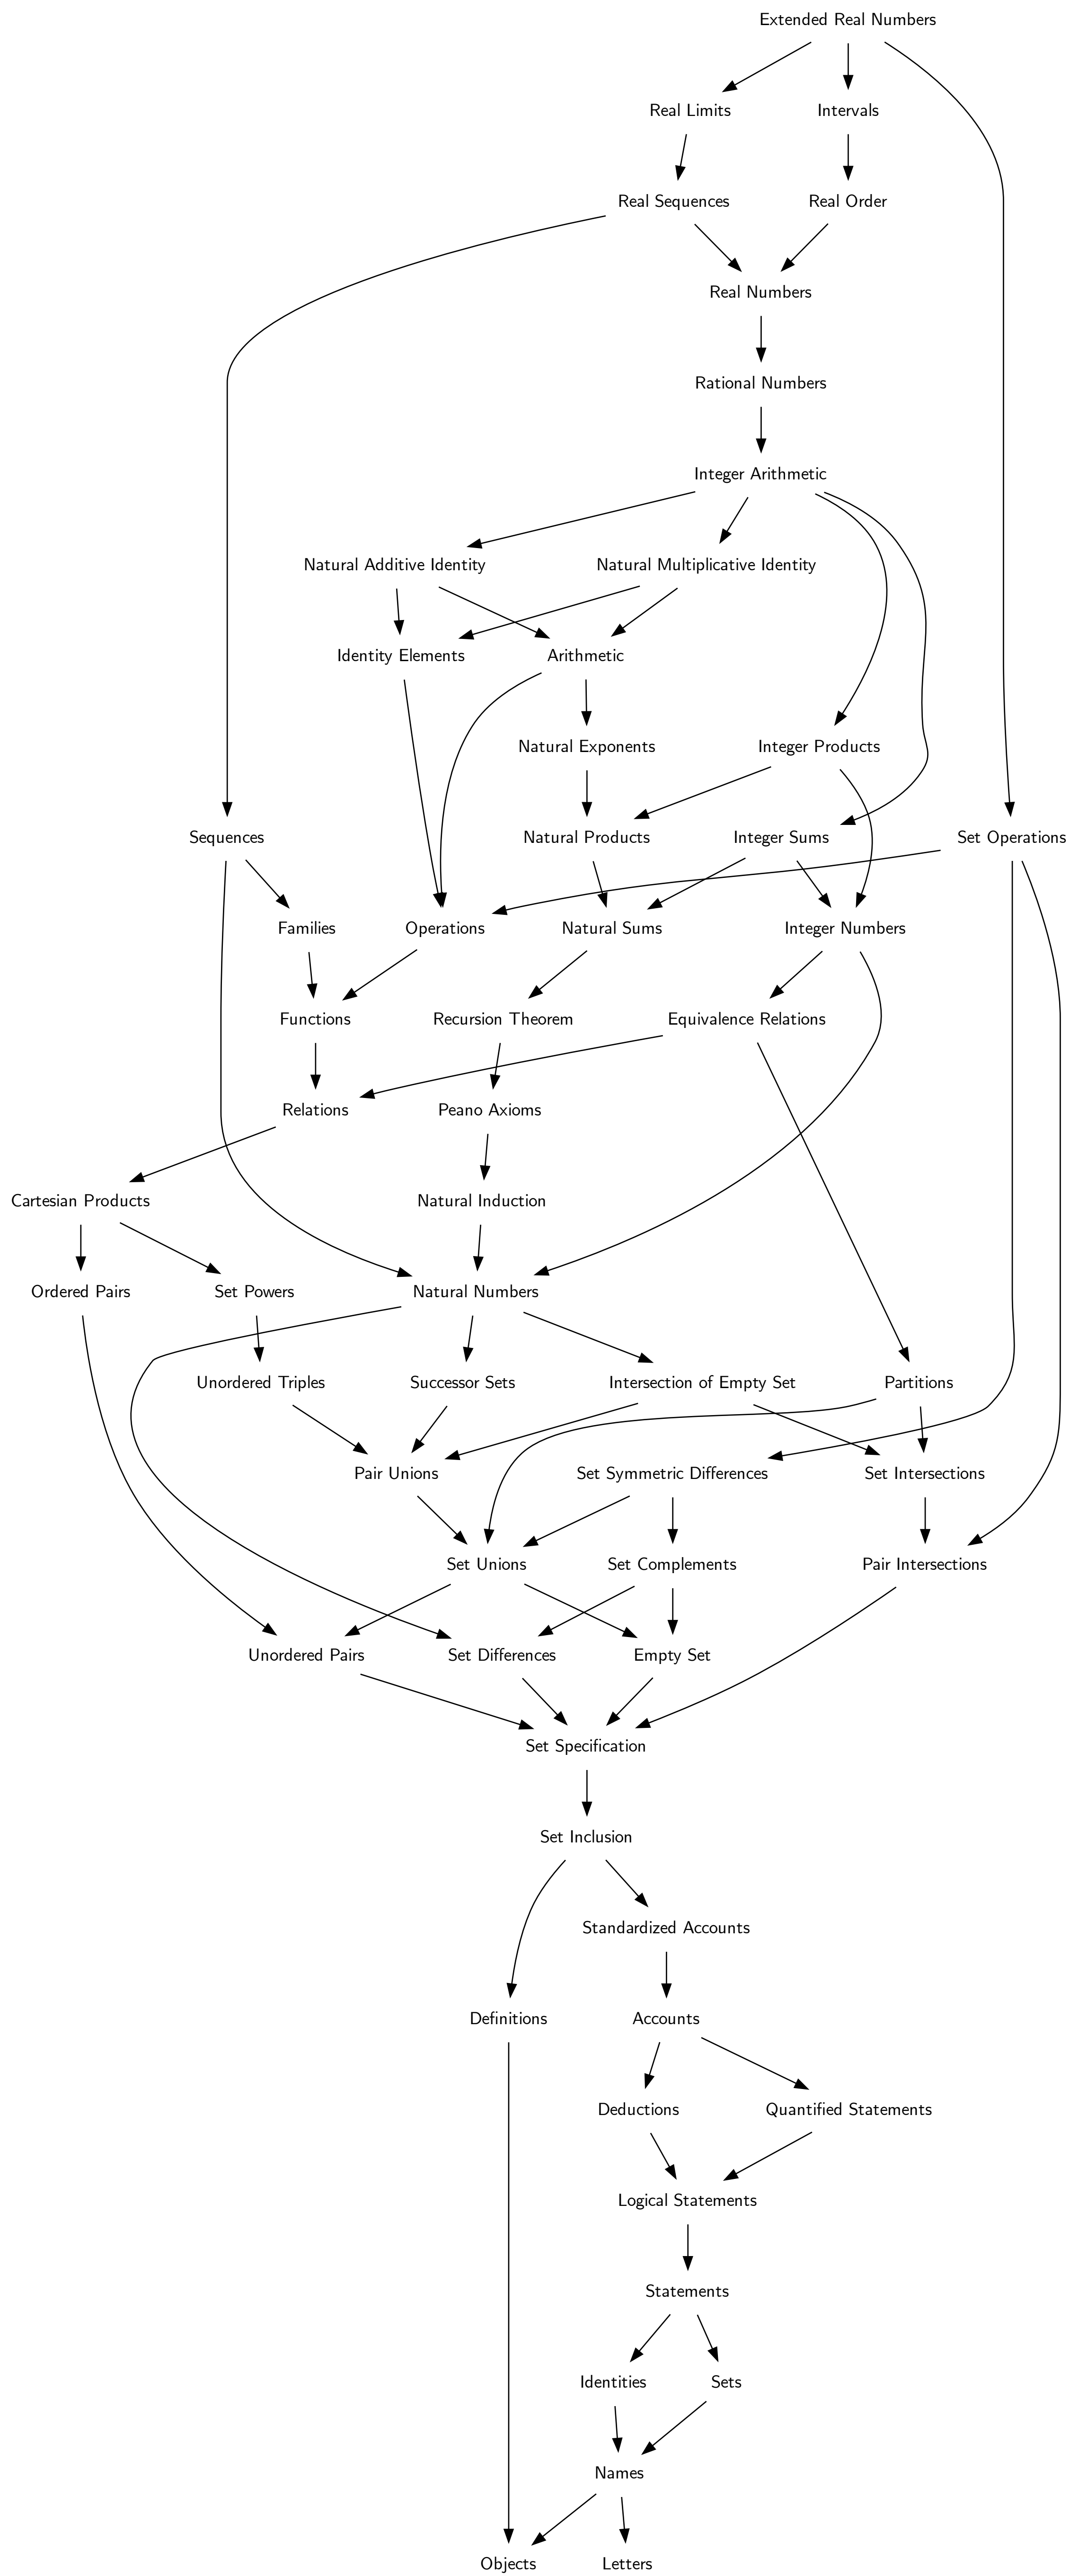 Extended Real Numbers
Real Limits
Intervals
Real Sequences
Real Order
Real Numbers
Rational Numbers
Integer Arithmetic
Natural Additive Identity
Natural Multiplicative Identity
Identity Elements
Arithmetic
Natural Exponents
Integer Products
Sequences
Natural Products
Integer Sums
Set Operations
Families
Operations
Natural Sums
Integer Numbers
Functions
Recursion Theorem
Equivalence Relations
Relations
Peano Axioms
Cartesian Products
Natural Induction
Ordered Pairs
Set Powers
Natural Numbers
Unordered Triples
Successor Sets
Intersection of Empty Set
Partitions
Pair Unions
Set Symmetric Differences
Set Intersections
Set Unions
Set Complements
Pair Intersections
Unordered Pairs
Set Differences
Empty Set
Set Specification
Set Inclusion
Standardized Accounts
Definitions
Accounts
Deductions
Quantified Statements
Logical Statements
Statements
Identities
Sets
Names
Objects
Letters